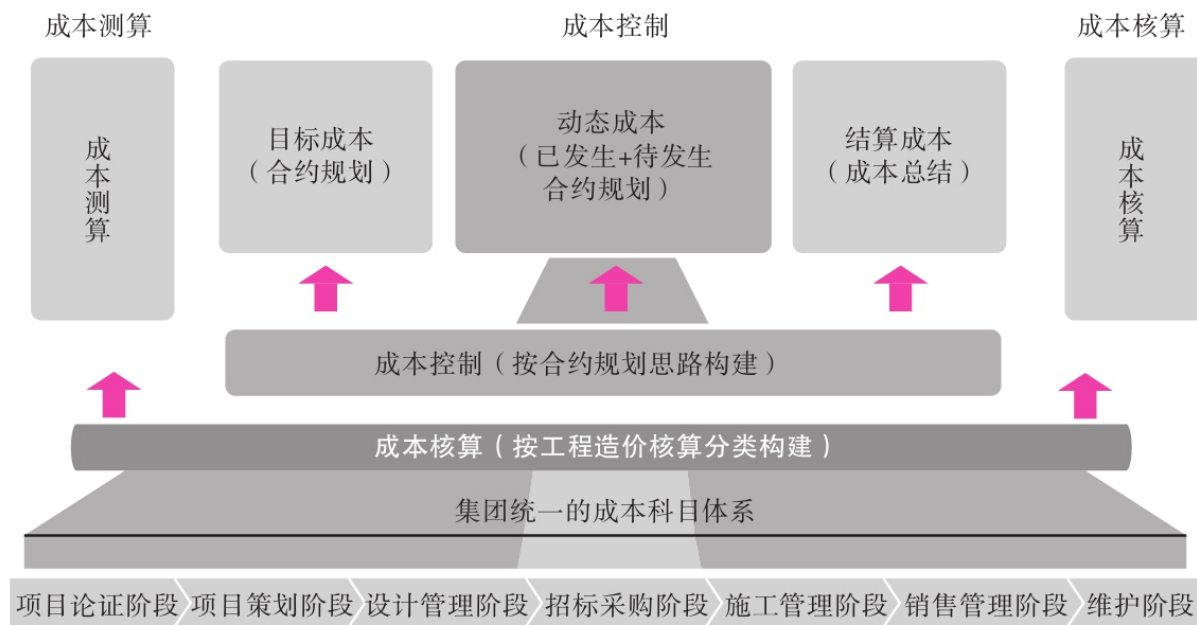 成本测算
成本控制
成本核算
成本测算
目标成本
（合约规划）
动态成本
（已发生+待发生
合约规划）
结算成本
（成本总结）
成本核算
成本控制（按合约规划思路构建）
成本核算（按工程造价核算分类构建）
集团统一的成本科目体系
项目论证阶段
项目策划阶段
设计管理阶段
招标采购阶段
施工管理阶段
销售管理阶段
维护阶段